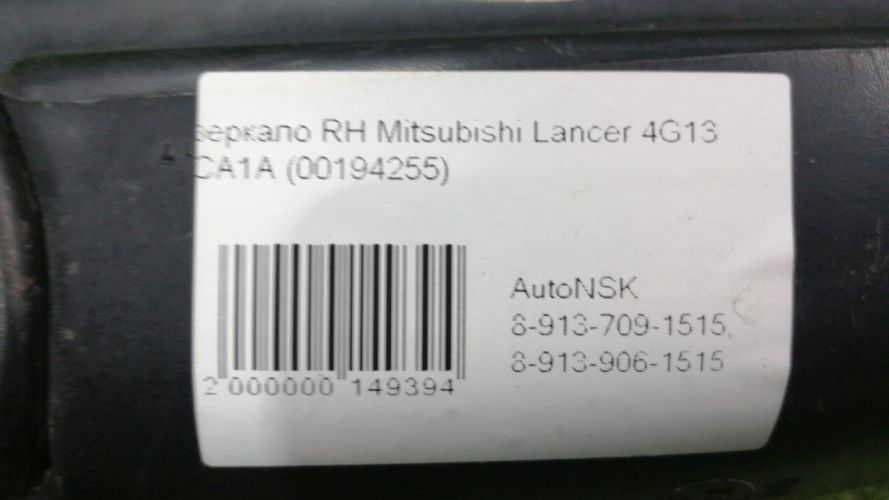 зеркало RH Mitsubishi Lancer 4G13
CA1A (00194255)
AutoNSK
8-913-709-1515,
8-913-906-1515
2 000000 149394